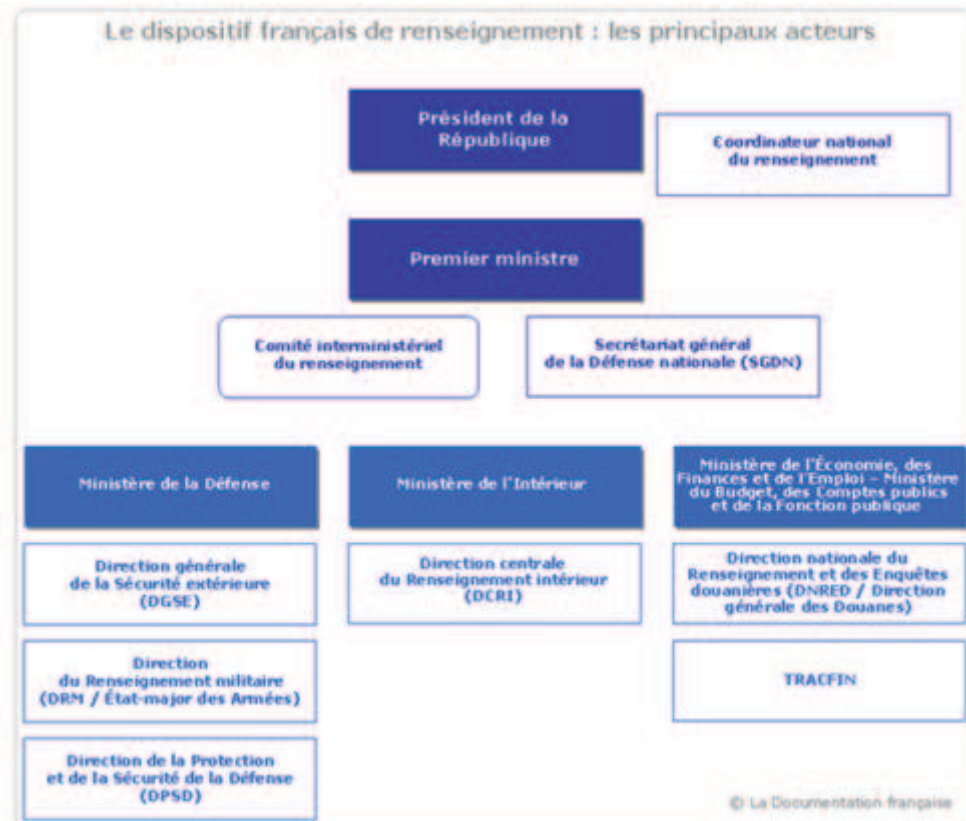 Le dispositif français de renseignement : les principaux acteurs
Président de la
République
Coordinateur national
du renseignement
Premier ministre
Comité interministériel
du renseignement
Secrétariat général
de la Défense nationale (SGDN)
Ministère de la Défense
Direction générale
de la Sécurité extérieure
(DGSE)
Direction
du Renseignement militaire
(DRM / État-major des Armées)
Direction de la Protection
et de la Sécurité de la Défense
(DPSD)
Ministère de l'Intérieur
Direction centrale
du Renseignement intérieur
(DCRI)
Ministère de l'Économie, des
Finances et de l'Emploi – Ministère
du Budget, des Comptes publics
et de la Fonction publique
Direction nationale du
Renseignement et des Enquêtes
douanières (DNRED / Direction
générale des Douanes)
TRACFIN
© La Documentation française